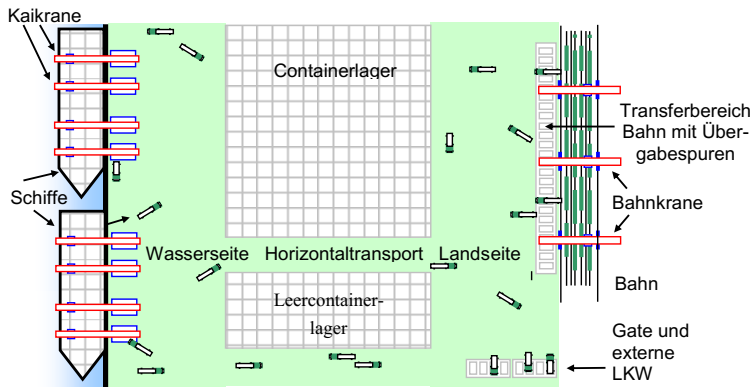 Kaikrane
Containerlager
Transferbereich
Bahn mit Über-
gabespuren
Schiffe
Bahnkrane
Wasserseite
Horizontaltransport
Landseite
Bahn
Leercontainer-
lager
Gate und
externe
LKW